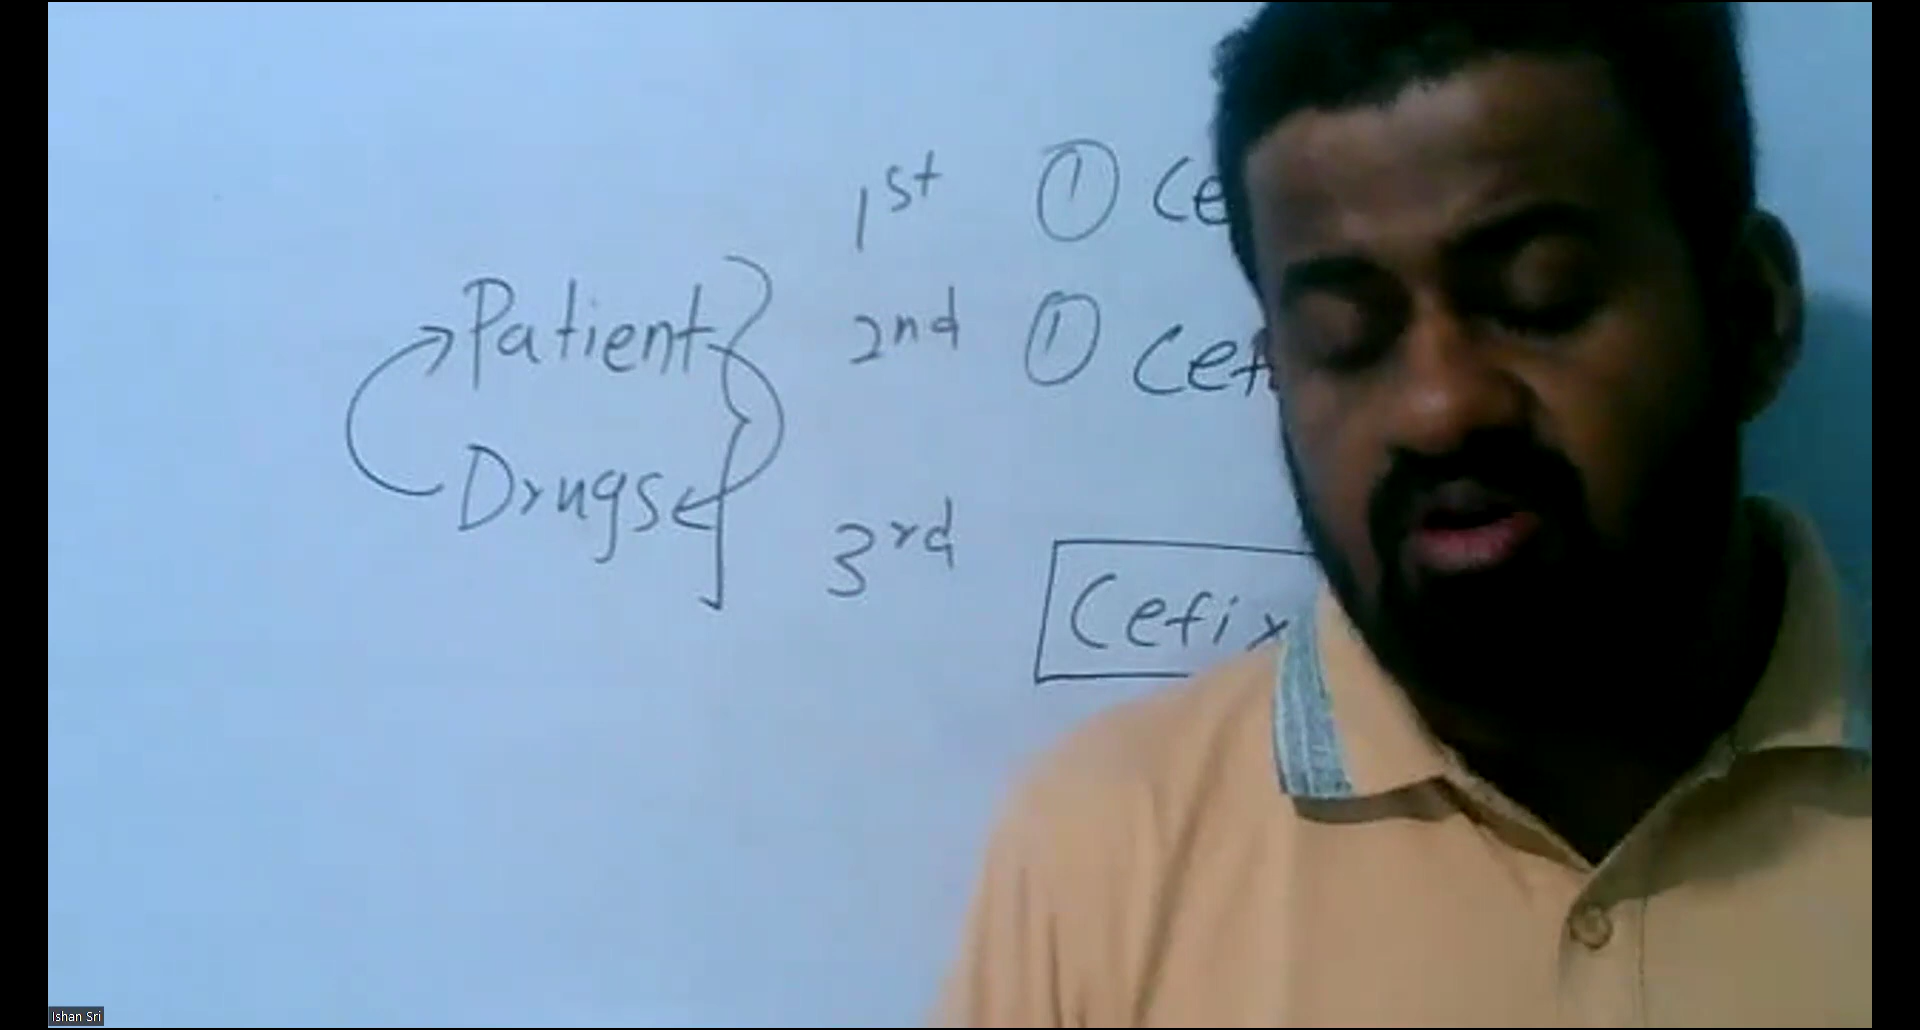 1st ① Ce
Patient 2nd ① Cef
Drugs 3rd
Cefix
Ishan Sri